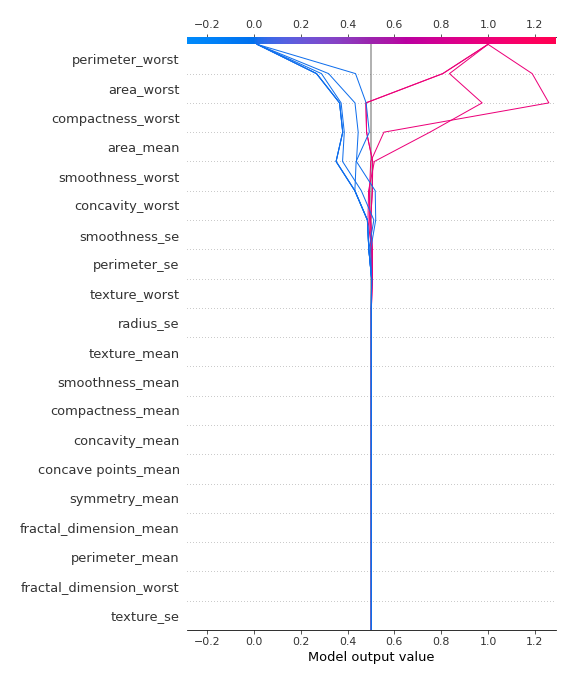 −0.2 0.0 0.2 0.4 0.6 0.8 1.0 1.2
perimeter_worst
area_worst
compactness_worst
area_mean
smoothness_worst
concavity_worst
smoothness_se
perimeter_se
texture_worst
radius_se
texture_mean
smoothness_mean
compactness_mean
concavity_mean
concave points_mean
symmetry_mean
fractal_dimension_mean
perimeter_mean
fractal_dimension_worst
texture_se
−0.2 0.0 0.2 0.4 0.6 0.8 1.0 1.2
Model output value